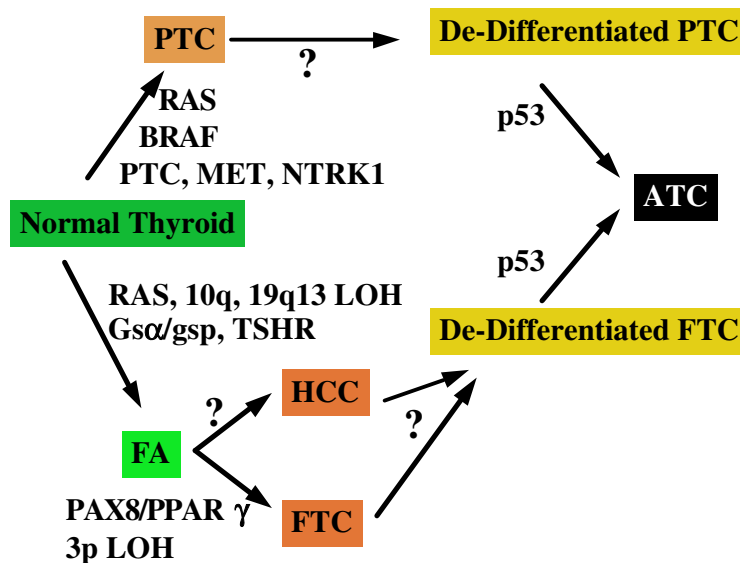 PTC
?
De-Differentiated PTC
RAS
BRAF
PTC, MET, NTRK1
p53
Normal Thyroid
ATC
RAS, 10q, 19q13 LOH
Gsα/gsp, TSHR
p53
De-Differentiated FTC
HCC
?
?
FA
PAX8/PPAR γ
3p LOH
FTC